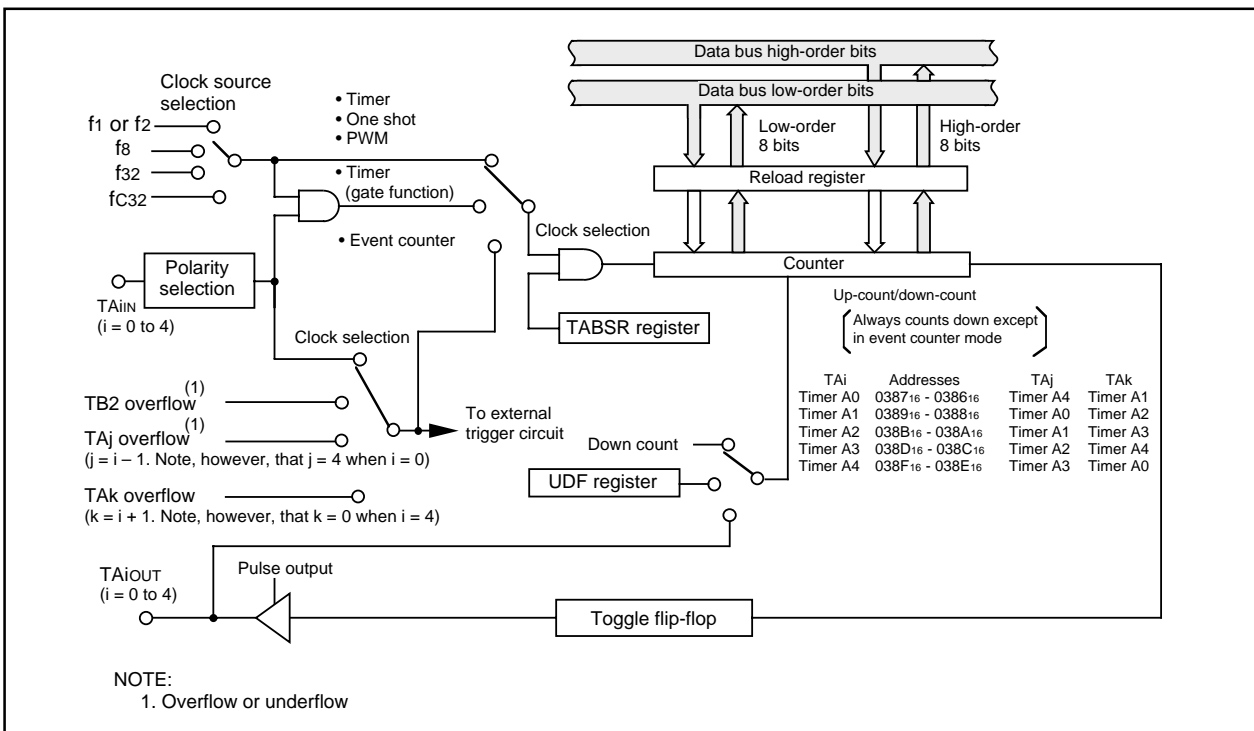 Data bus high-order bits
Data bus low-order bits
Clock source
selection
f1 or f2
f8
f32
fC32
• Timer
• One shot
• PWM
• Timer
(gate function)
• Event counter
Low-order
8 bits
High-order
8 bits
Reload register
Clock selection
Counter
Polarity
selection
TAiIN
(i = 0 to 4)
TABSR register
Up-count/down-count
Always counts down except
in event counter mode
Clock selection
TB2 overflow(1)
TAj overflow(1)
(j = i – 1. Note, however, that j = 4 when i = 0)
TAk overflow
(k = i + 1. Note, however, that k = 0 when i = 4)
To external
trigger circuit
Down count
UDF register
TAi Addresses TAj TAk
Timer A0 038716 - 038616 Timer A4 Timer A1
Timer A1 038916 - 038816 Timer A0 Timer A2
Timer A2 038B16 - 038A16 Timer A1 Timer A3
Timer A3 038D16 - 038C16 Timer A2 Timer A4
Timer A4 038F16 - 038E16 Timer A3 Timer A0
TAiOUT
(i = 0 to 4)
Pulse output
Toggle flip-flop
NOTE:
1. Overflow or underflow